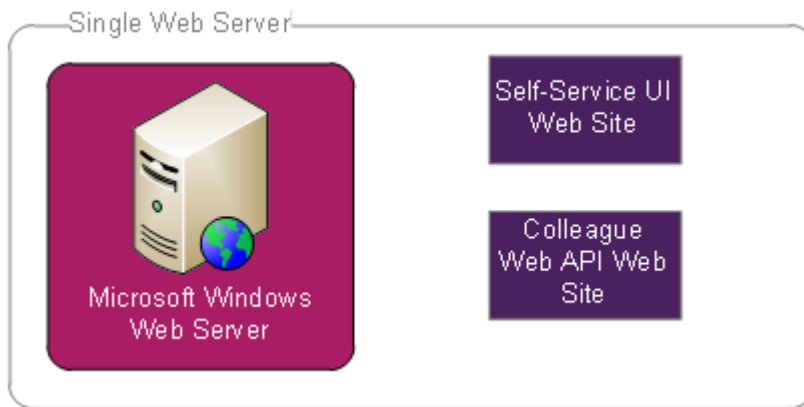 Single Web Server
Self-Service UI
Web Site
Colleague
Web API Web
Site
Microsoft Windows
Web Server